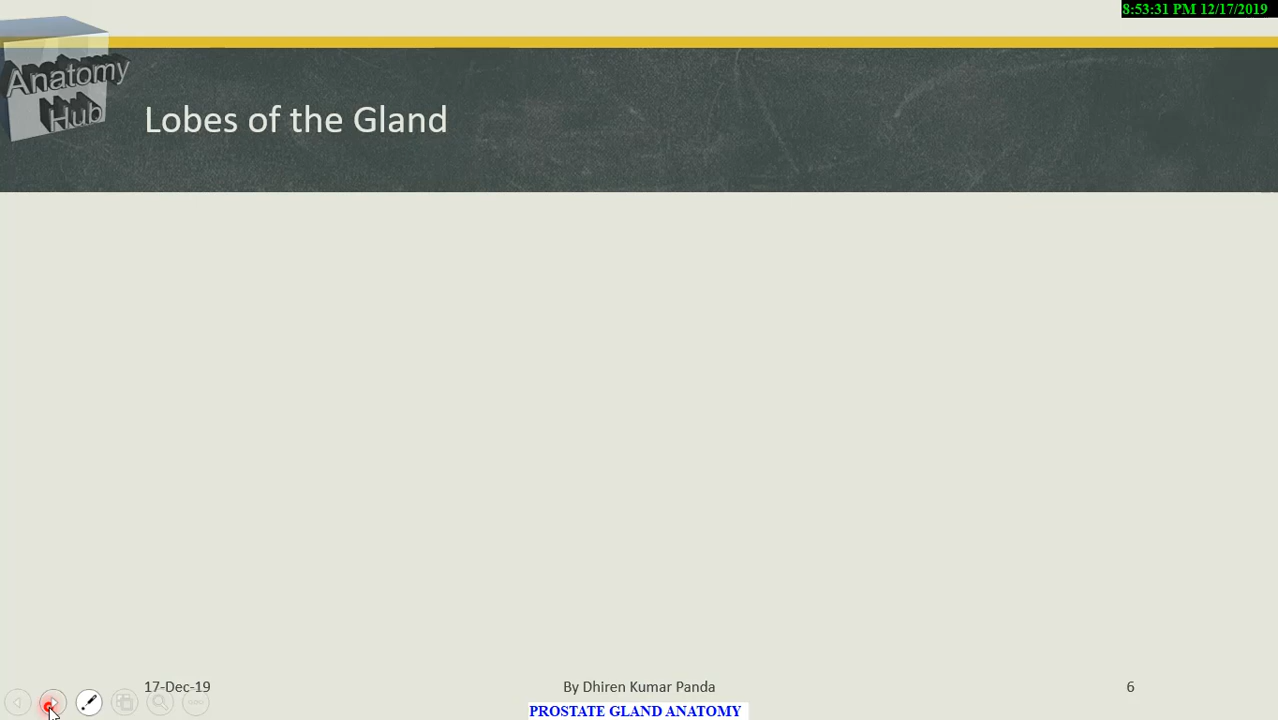 8:53:31 PM 12/17/2019
Anatomy
Hub
Lobes of the Gland
17-Dec-19
By Dhiren Kumar Panda
6
PROSTATE GLAND ANATOMY